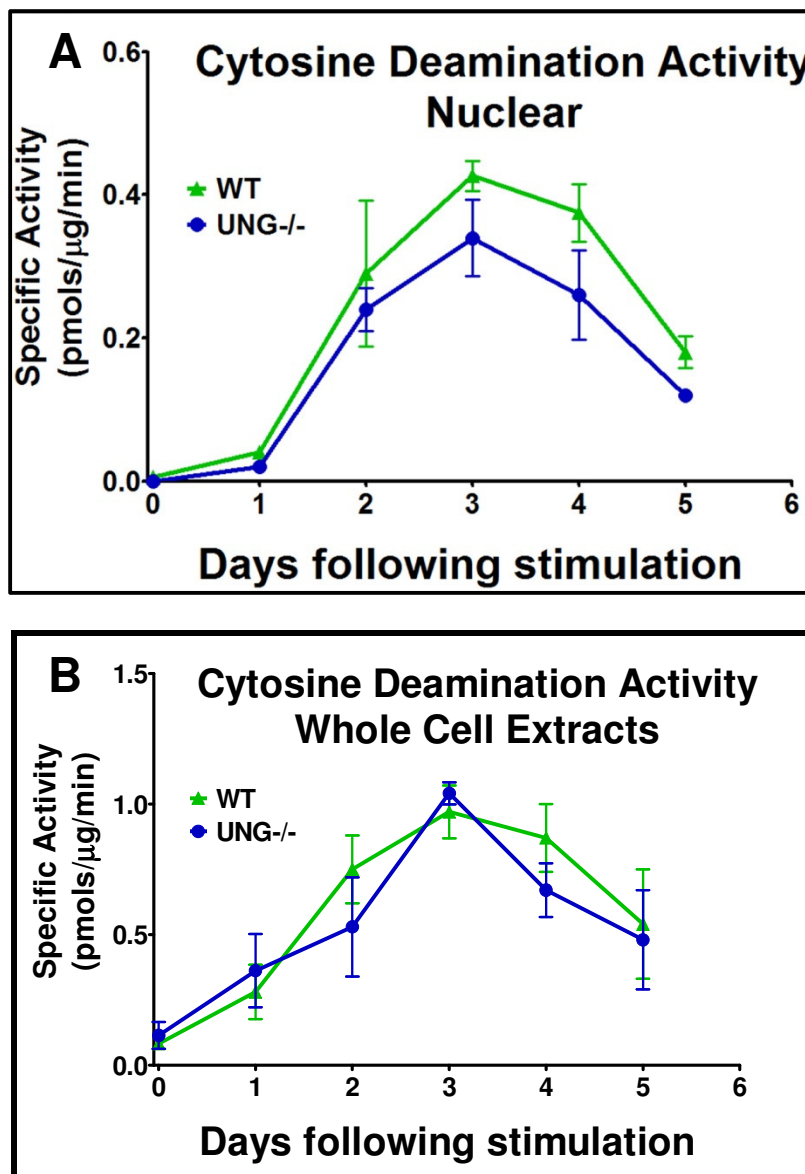 A
Cytosine Deamination Activity
Nuclear
Specific Activity
(pmols/µg/min)
0.6
0.4
0.2
0.0
WT
UNG-/-
0 1 2 3 4 5 6
Days following stimulation
B
Cytosine Deamination Activity
Whole Cell Extracts
Specific Activity
(pmols/µg/min)
1.5
1.0
0.5
0.0
WT
UNG-/-
0 1 2 3 4 5 6
Days following stimulation